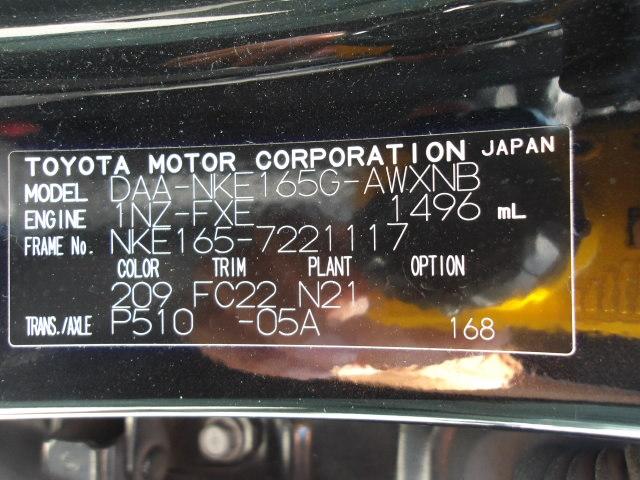 TOYOTA MOTOR CORPORATION JAPAN
MODEL DAA-NKE165G-AWXNB
ENGINE 1NZ-FXE 1496 mL
FRAME No. NKE165-7221117
COLOR TRIM PLANT OPTION
209 FC22 N21
TRANS./AXLE P510 -05A 168